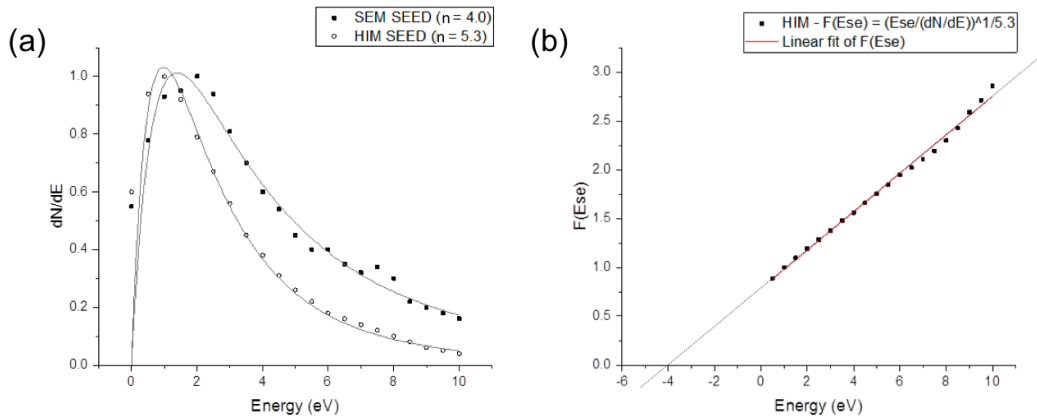 (a)
SEM SEED (n = 4.0)
HIM SEED (n = 5.3)
dN/dE
1.0
0.8
0.6
0.4
0.2
0.0
0 2 4 6 8 10
Energy (eV)
(b)
HIM - F(Ese) = (Ese/(dN/dE))^1/5.3
Linear fit of F(Ese)
F(Ese)
3.0
2.5
2.0
1.5
1.0
0.5
0.0
-6 -4 -2 0 2 4 6 8 10
Energy (eV)